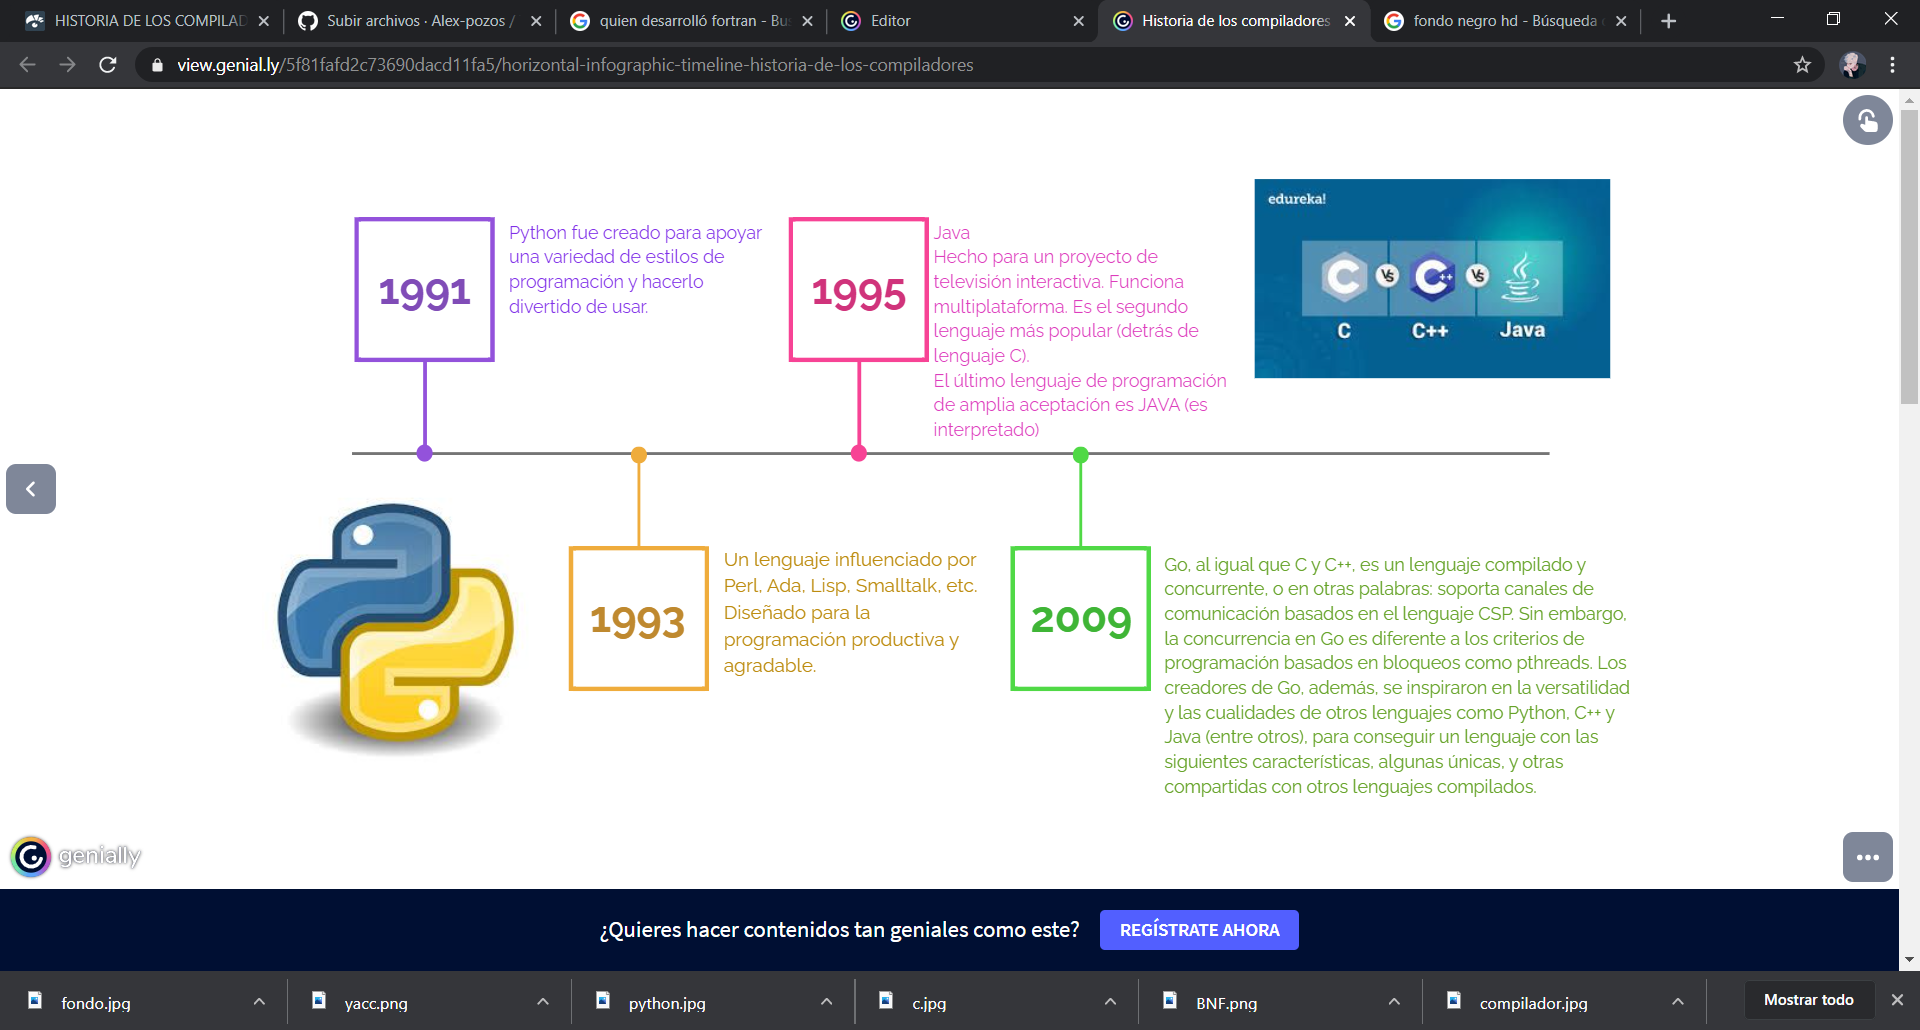 HISTORIA DE LOS COMPILAD
Subir archivos · Alex-pozos /
quien desarrolló fortran - Bu
Editor
Historia de los compiladores
fondo negro hd - Búsqueda
view.genial.ly/5f81fafd2c73690dacd11fa5/horizontal-infographic-timeline-historia-de-los-compiladores
1991
Python fue creado para apoyar
una variedad de estilos de
programación y hacerlo
divertido de usar.
1995
Java
Hecho para un proyecto de
televisión interactiva. Funciona
multiplataforma. Es el segundo
lenguaje más popular (detrás de
lenguaje C).
El último lenguaje de programación
de amplia aceptación es JAVA (es
interpretado)
edureka!
C VS C++ VS
C C++ Java
1993
Un lenguaje influenciado por
Perl, Ada, Lisp, Smalltalk, etc.
Diseñado para la
programación productiva y
agradable.
2009
Go, al igual que C y C++, es un lenguaje compilado y
concurrente, o en otras palabras: soporta canales de
comunicación basados en el lenguaje CSP. Sin embargo,
la concurrencia en Go es diferente a los criterios de
programación basados en bloqueos como pthreads. Los
creadores de Go, además, se inspiraron en la versatilidad
y las cualidades de otros lenguajes como Python, C++ y
Java (entre otros), para conseguir un lenguaje con las
siguientes características, algunas únicas, y otras
compartidas con otros lenguajes compilados.
genially
¿Quieres hacer contenidos tan geniales como este? REGÍSTRATE AHORA
fondo.jpg
yacc.png
python.jpg
c.jpg
BNF.png
compilador.jpg
Mostrar todo